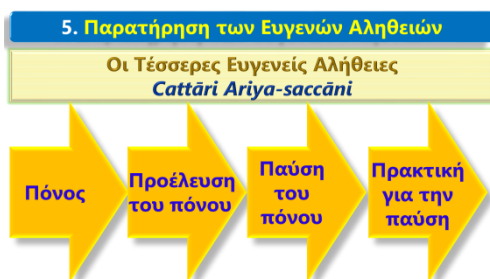 5. Παρατήρηση των Ευγενών Αληθειών
Οι Τέσσερες Ευγενείς Αλήθειες
Cattāri Ariya-saccāni
Πόνος
Προέλευση
του πόνου
Παύση
του
πόνου
Πρακτική
για την
παύση